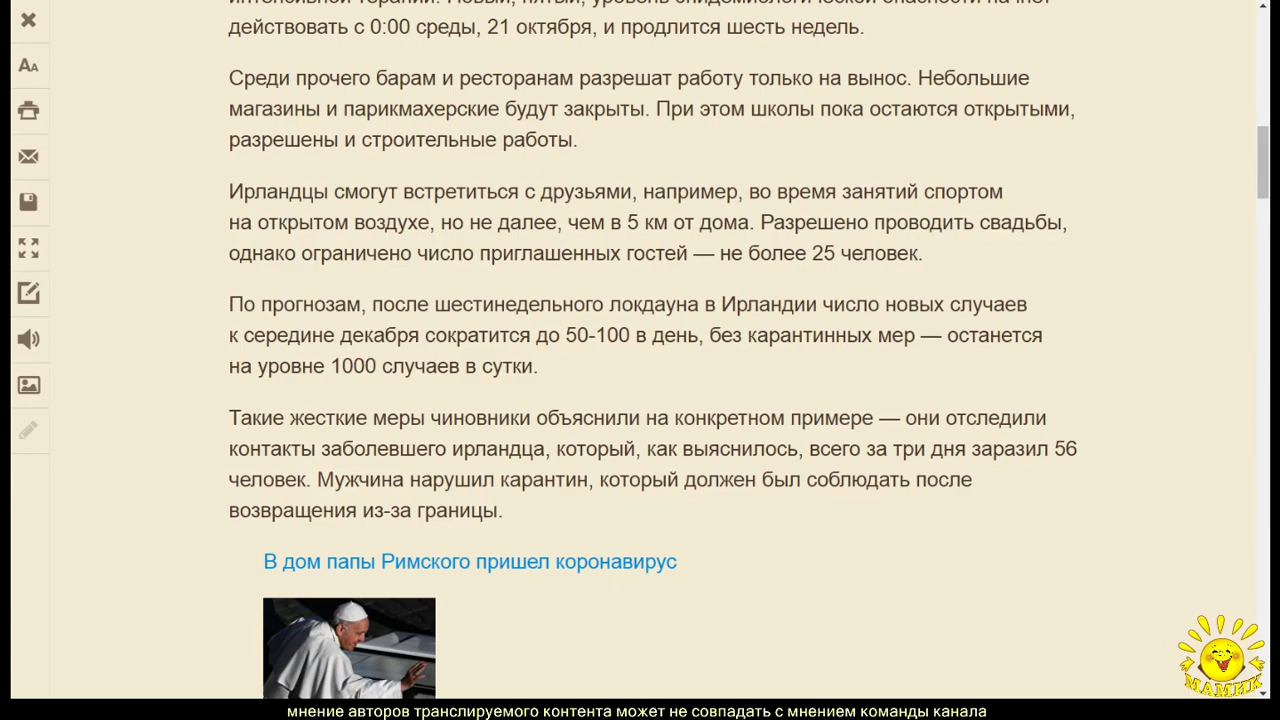 действовать с 0:00 среды, 21 октября, и продлится шесть недель.
Среди прочего барам и ресторанам разрешат работу только на вынос. Небольшие
магазины и парикмахерские будут закрыты. При этом школы пока остаются открытыми,
разрешены и строительные работы.
Ирландцы смогут встретиться с друзьями, например, во время занятий спортом
на открытом воздухе, но не далее, чем в 5 км от дома. Разрешено проводить свадьбы,
однако ограничено число приглашенных гостей — не более 25 человек.
По прогнозам, после шестинедельного локдауна в Ирландии число новых случаев
к середине декабря сократится до 50-100 в день, без карантинных мер — останется
на уровне 1000 случаев в сутки.
Такие жесткие меры чиновники объяснили на конкретном примере — они отследили
контакты заболевшего ирландца, который, как выяснилось, всего за три дня заразил 56
человек. Мужчина нарушил карантин, который должен был соблюдать после
возвращения из-за границы.
В дом папы Римского пришел коронавирус
МАМИК
мнение авторов транслируемого контента может не совпадать с мнением команды канала